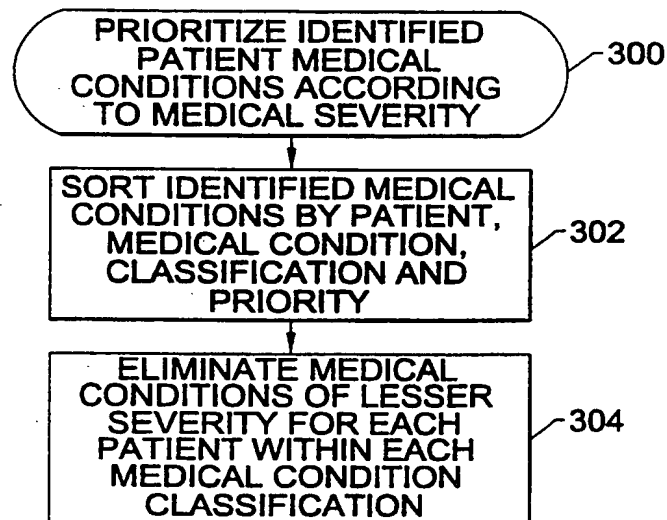 PRIORITIZE IDENTIFIED
PATIENT MEDICAL
CONDITIONS ACCORDING
TO MEDICAL SEVERITY
300
SORT IDENTIFIED MEDICAL
CONDITIONS BY PATIENT,
MEDICAL CONDITION,
CLASSIFICATION AND
PRIORITY
302
ELIMINATE MEDICAL
CONDITIONS OF LESSER
SEVERITY FOR EACH
PATIENT WITHIN EACH
MEDICAL CONDITION
CLASSIFICATION
304